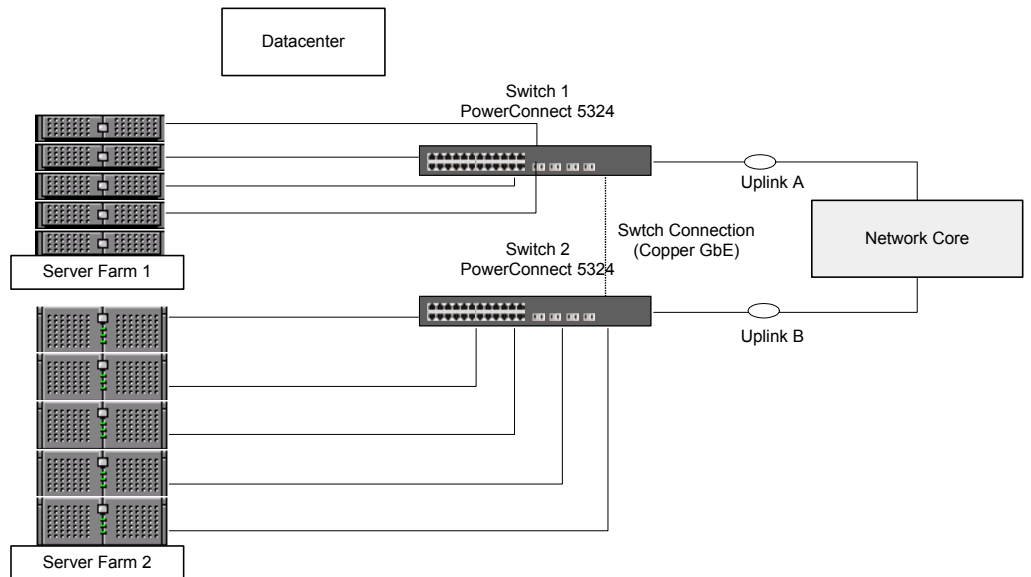 Datacenter
Switch 1
PowerConnect 5324
Uplink A
Swtch Connection
(Copper GbE)
Network Core
Server Farm 1
Switch 2
PowerConnect 5324
Uplink B
Server Farm 2